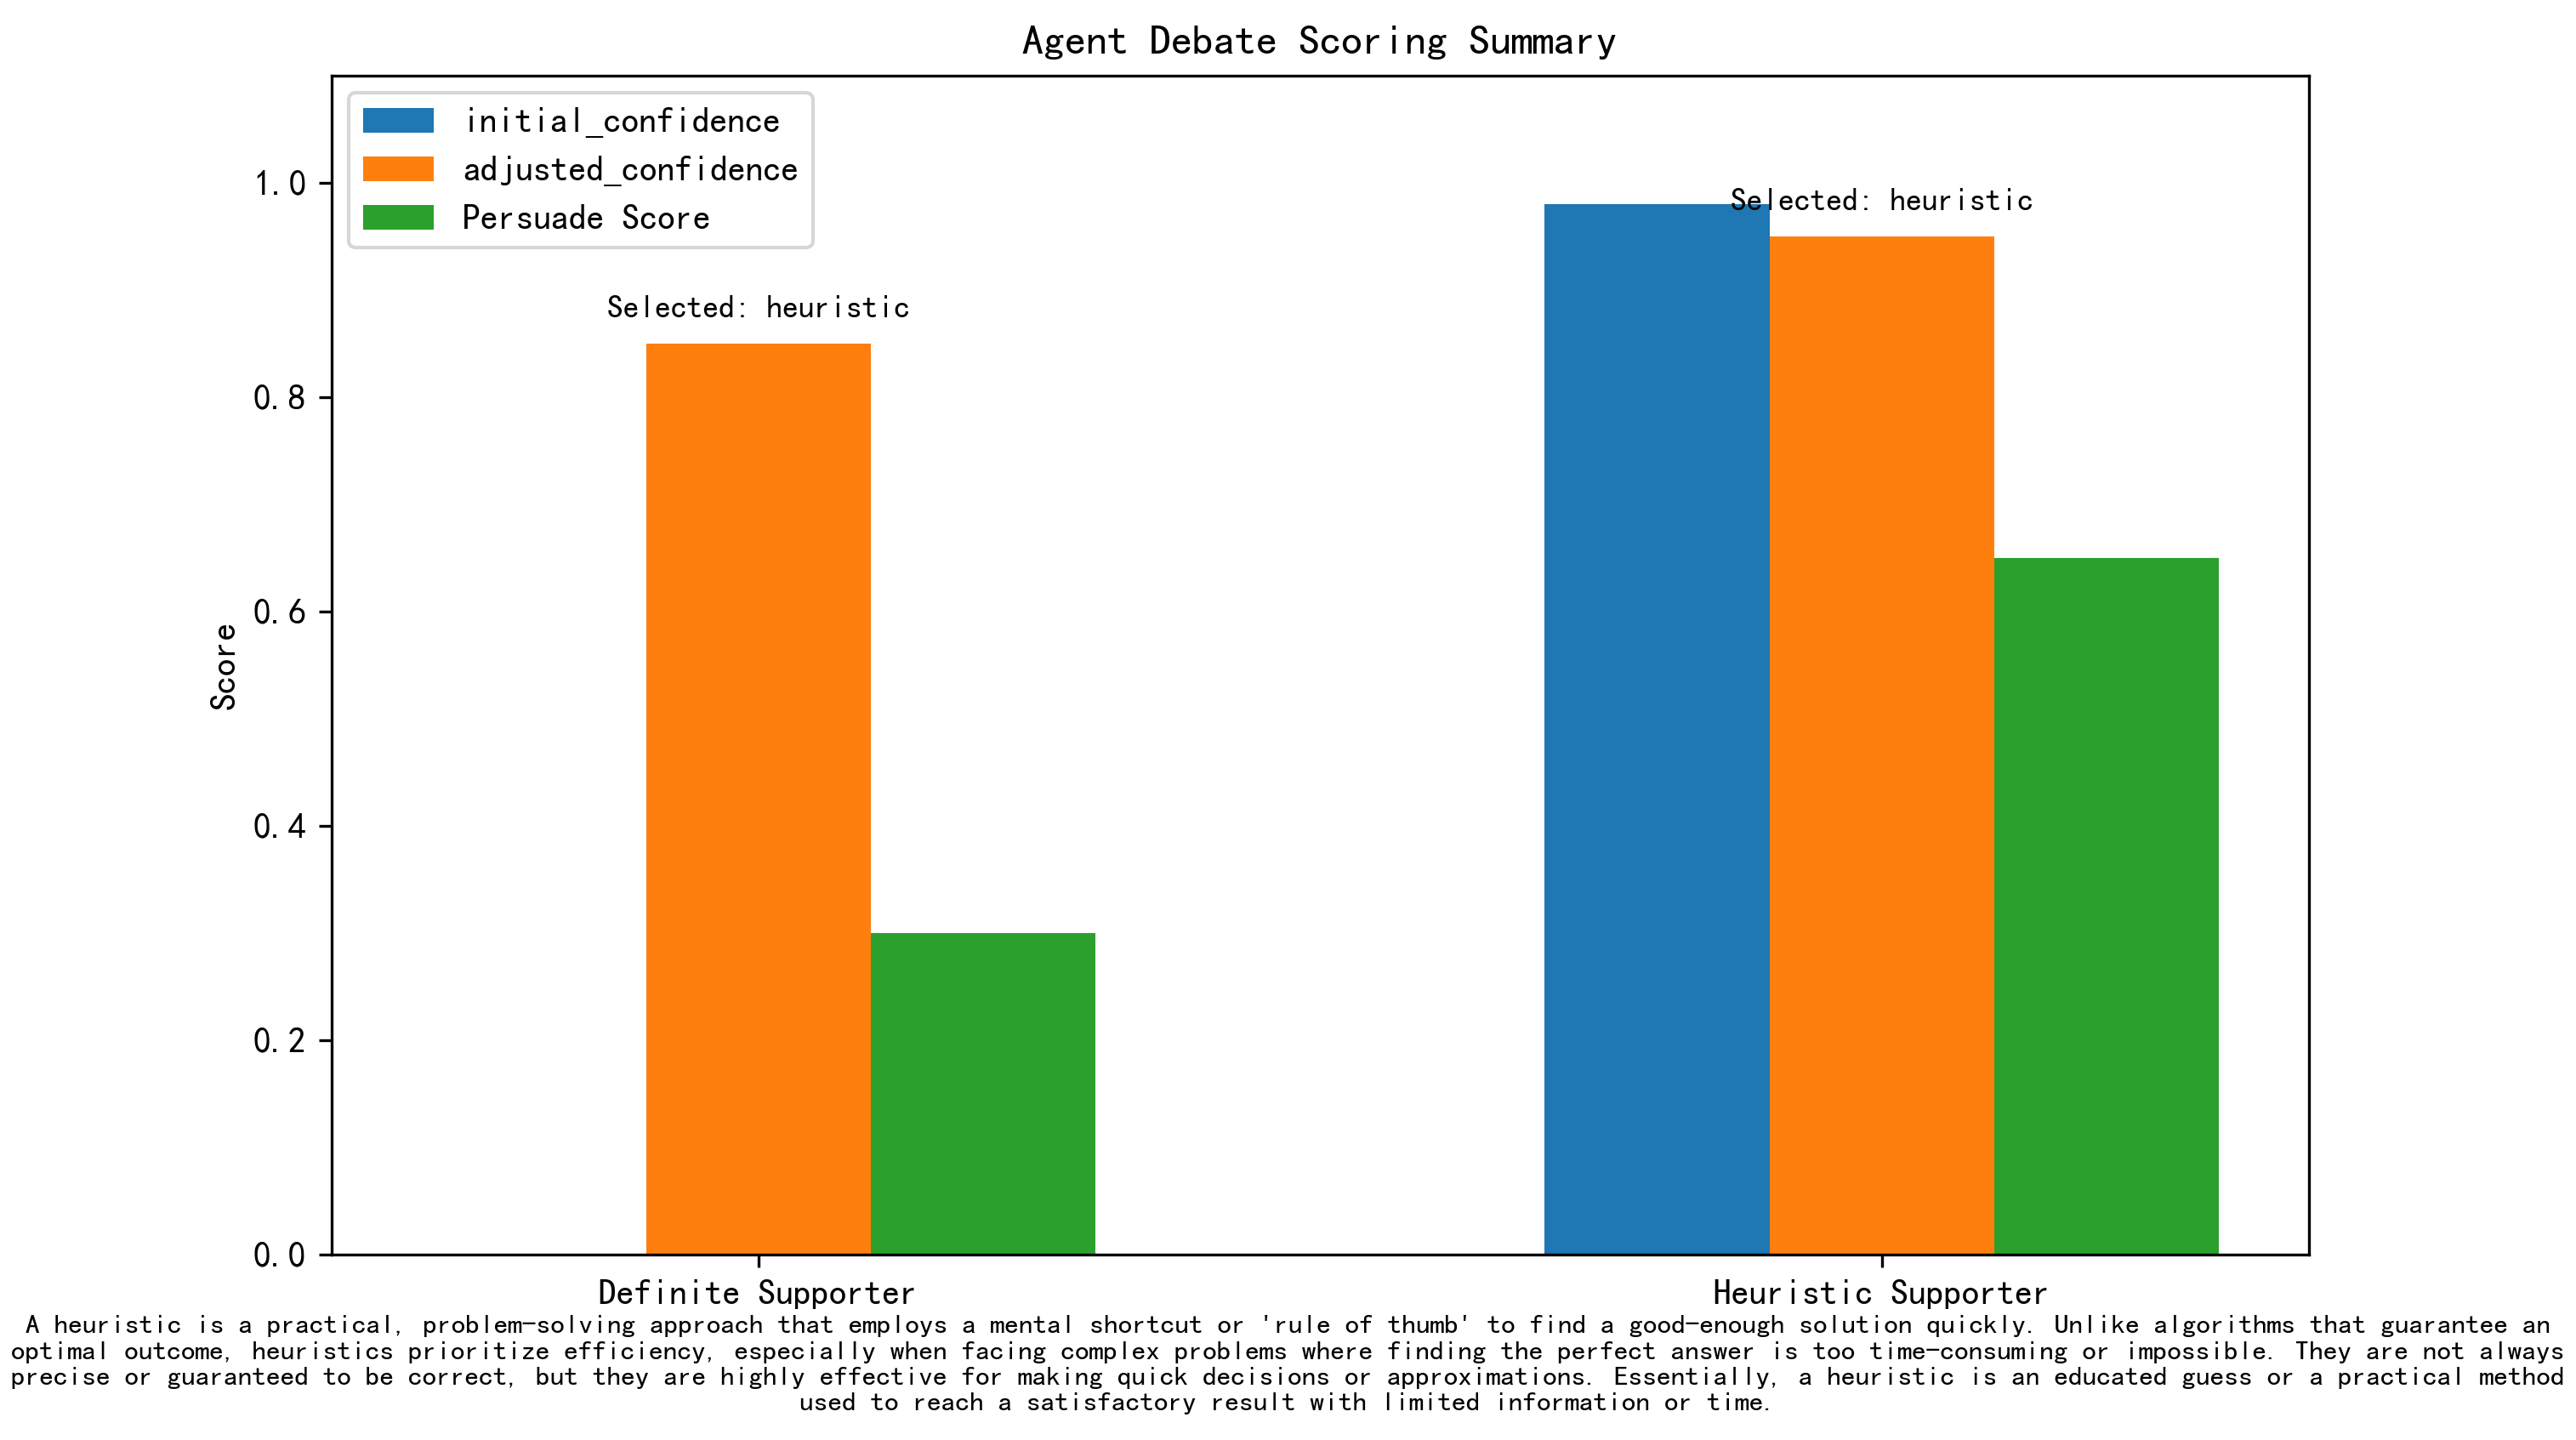 Agent Debate Scoring Summary
initial_confidence
adjusted_confidence
Persuade Score
Selected: heuristic
Selected: heuristic
1.0
0.8
0.6
0.4
0.2
0.0
Score
Definite Supporter
Heuristic Supporter
A heuristic is a practical, problem-solving approach that employs a mental shortcut or 'rule of thumb' to find a good-enough solution quickly. Unlike algorithms that guarantee an
optimal outcome, heuristics prioritize efficiency, especially when facing complex problems where finding the perfect answer is too time-consuming or impossible. They are not always
precise or guaranteed to be correct, but they are highly effective for making quick decisions or approximations. Essentially, a heuristic is an educated guess or a practical method
used to reach a satisfactory result with limited information or time.